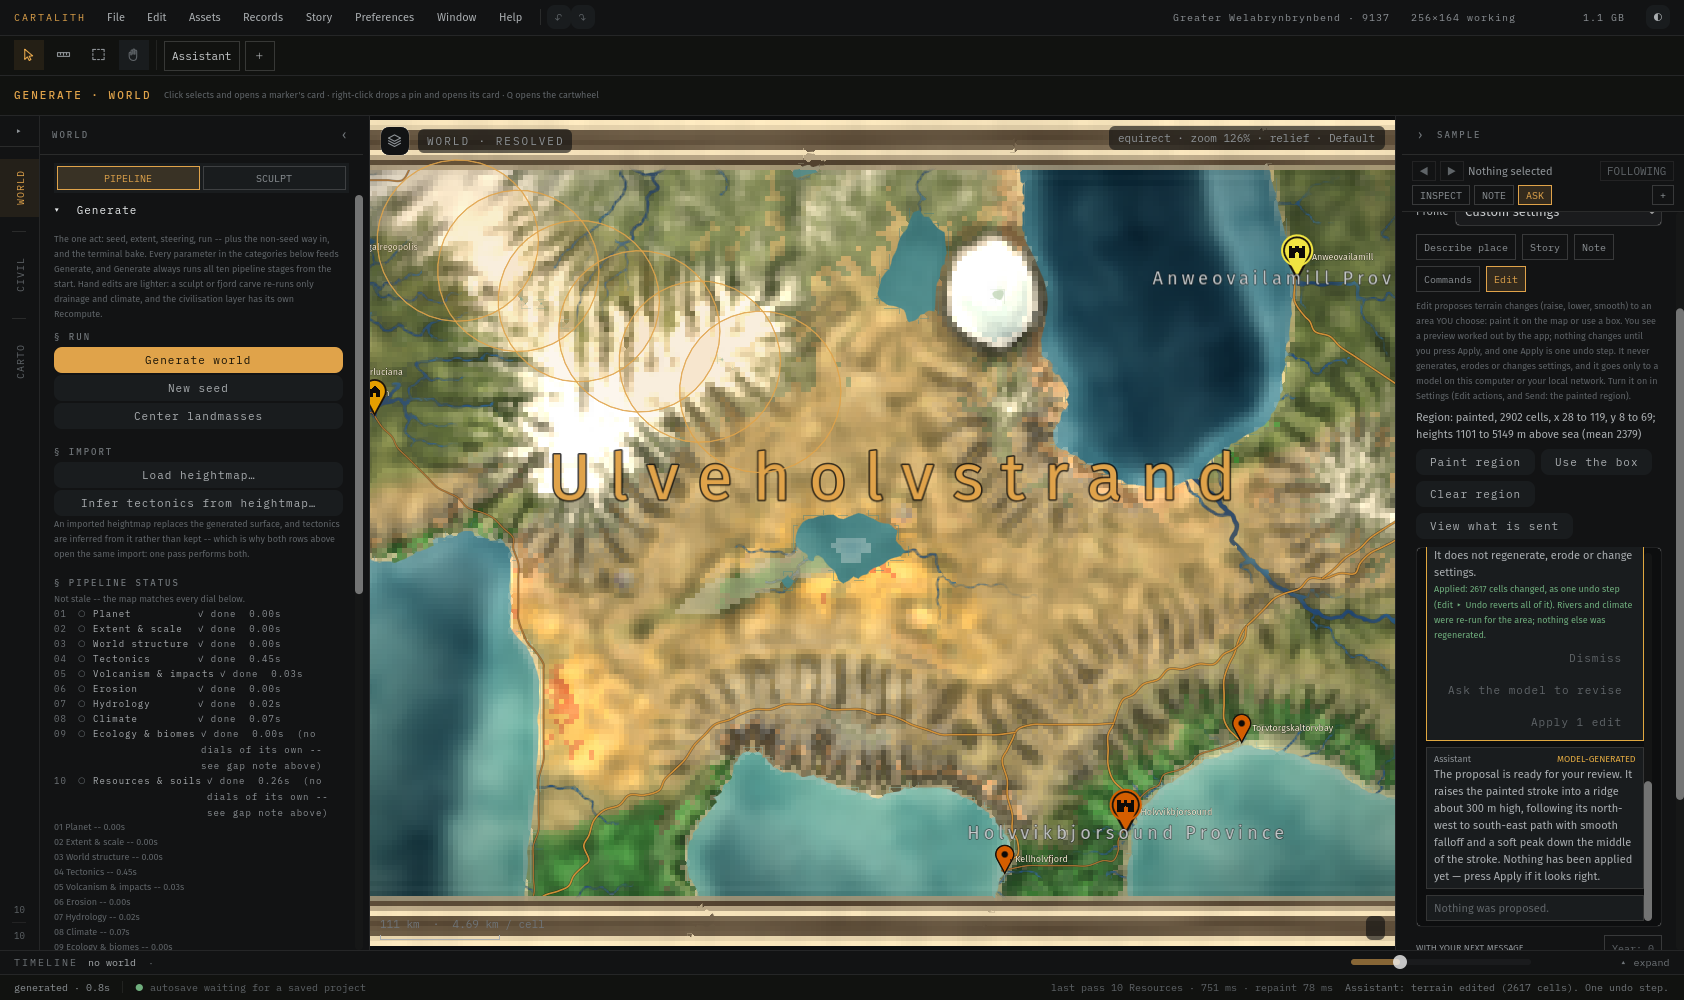 CARTALITH File Edit Assets Records Story Preferences Window Help
Greater Welabrynbrynbend · 9137 256×164 working 1.1 GB
Assistant +
GENERATE · WORLD Click selects and opens a marker's card · right-click drops a pin and opens its card · Q opens the cartwheel
WORLD
CIVIL
CARTO
10
10
WORLD
PIPELINE SCULPT
Generate
The one act: seed, extent, steering, run -- plus the non-seed way in,
and the terminal bake. Every parameter in the categories below feeds
Generate, and Generate always runs all ten pipeline stages from the
start. Hand edits are lighter: a sculpt or fjord carve re-runs only
drainage and climate, and the civilisation layer has its own
Recompute.
§ RUN
Generate world
New seed
Center landmasses
§ IMPORT
Load heightmap…
Infer tectonics from heightmap…
An imported heightmap replaces the generated surface, and tectonics
are inferred from it rather than kept -- which is why both rows above
open the same import: one pass performs both.
§ PIPELINE STATUS
Not stale -- the map matches every dial below.
01 Planet √ done 0.00s
02 Extent & scale √ done 0.00s
03 World structure √ done 0.00s
04 Tectonics √ done 0.45s
05 Volcanism & impacts √ done 0.03s
06 Erosion √ done 0.00s
07 Hydrology √ done 0.02s
08 Climate √ done 0.07s
09 Ecology & biomes √ done 0.00s (no
dials of its own --
see gap note above)
10 Resources & soils √ done 0.26s (no
dials of its own --
see gap note above)
01 Planet -- 0.00s
02 Extent & scale -- 0.00s
03 World structure -- 0.00s
04 Tectonics -- 0.45s
05 Volcanism & impacts -- 0.03s
06 Erosion -- 0.00s
07 Hydrology -- 0.02s
08 Climate -- 0.07s
09 Ecology & biomes -- 0.00s
WORLD · RESOLVED
equirect · zoom 126% · relief · Default
Anweovailamill
Anweovailamill Prov
Ulveholvstrand
Torvtorgskaltorvbay
Holvvikbjorsound
Holvvikbjorsound Province
Kellholvfjord
111 km · 4.69 km / cell
SAMPLE
Nothing selected FOLLOWING
INSPECT NOTE ASK +
Profile Custom settings
Describe place Story Note
Commands Edit
Edit proposes terrain changes (raise, lower, smooth) to an
area YOU choose: paint it on the map or use a box. You see
a preview worked out by the app; nothing changes until
you press Apply, and one Apply is one undo step. It never
generates, erodes or changes settings, and it goes only to a
model on this computer or your local network. Turn it on in
Settings (Edit actions, and Send: the painted region).
Region: painted, 2902 cells, x 28 to 119, y 8 to 69;
heights 1101 to 5149 m above sea (mean 2379)
Paint region Use the box
Clear region
View what is sent
It does not regenerate, erode or change
settings.
Applied: 2617 cells changed, as one undo step
(Edit ‣ Undo reverts all of it). Rivers and climate
were re-run for the area; nothing else was
regenerated.
Dismiss
Ask the model to revise
Apply 1 edit
Assistant MODEL-GENERATED
The proposal is ready for your review. It
raises the painted stroke into a ridge
about 300 m high, following its north-
west to south-east path with smooth
falloff and a soft peak down the middle
of the stroke. Nothing has been applied
yet — press Apply if it looks right.
Nothing was proposed.
WITH YOUR NEXT MESSAGE Year: 0
TIMELINE no world · expand
generated · 0.8s autosave waiting for a saved project
last pass 10 Resources · 751 ms · repaint 78 ms Assistant: terrain edited (2617 cells). One undo step.